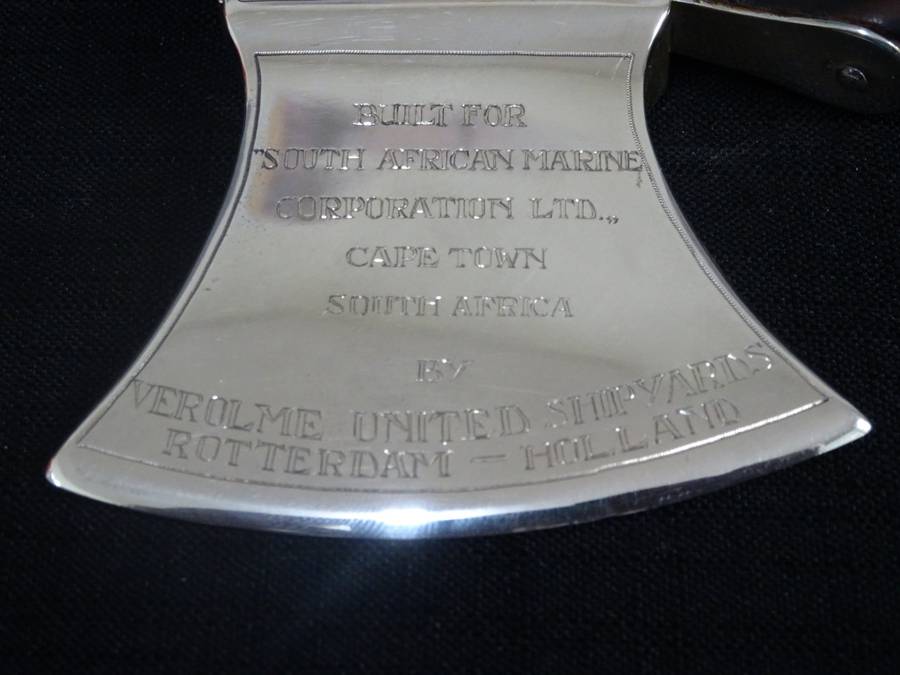 BUILT FOR
"SOUTH AFRICAN MARINE
CORPORATION LTD.„
CAPE TOWN
SOUTH AFRICA
BY
VEROLME UNITED SHIPYARDS
ROTTERDAM — HOLLAND